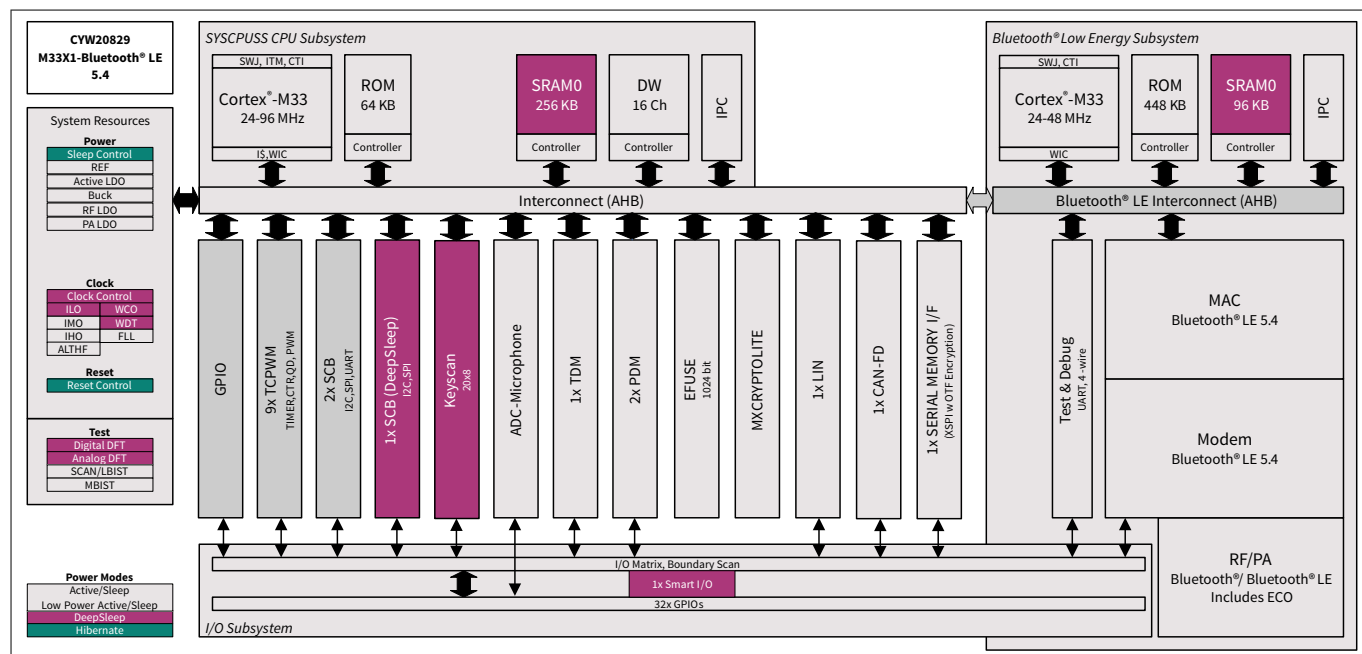 CYW20829
M33X1-Bluetooth® LE
5.4
System Resources
Power
Sleep Control
REF
Active LDO
Buck
RF LDO
PA LDO
Clock
Clock Control
ILO
WCO
IMO
WDT
IHO
FLL
ALTHF
Reset
Reset Control
Test
Digital DFT
Analog DFT
SCAN/LBIST
MBIST
Power Modes
Active/Sleep
Low Power Active/Sleep
DeepSleep
Hibernate
SYSCPUSS CPU Subsystem
SWJ, ITM, CTI
Cortex®-M33
24-96 MHz
I$,WIC
ROM
64 KB
Controller
SRAM0
256 KB
Controller
DW
16 Ch
Controller
IPC
Interconnect (AHB)
Bluetooth® Low Energy Subsystem
SWJ, CTI
Cortex®-M33
24-48 MHz
WIC
ROM
448 KB
Controller
SRAM0
96 KB
Controller
IPC
Bluetooth® LE Interconnect (AHB)
GPIO
9x TCPWM
TIMER,CTR,QD,PWM
2x SCB
I2C,SPI,UART
1x SCB (DeepSleep)
I2C,SPI
Keyscan
20x8
ADC-Microphone
1x TDM
2x PDM
EFUSE
1024 bit
MXCRYPTOLITE
1x LIN
1x CAN-FD
1x SERIAL MEMORY I/F
(XSPI w OTF Encryption)
Test & Debug
UART, 4 -wire
MAC
Bluetooth® LE 5.4
Modem
Bluetooth® LE 5.4
RF/PA
Bluetooth®/ Bluetooth® LE
Includes ECO
I/O Matrix, Boundary Scan
1x Smart I/O
32x GPIOs
I/O Subsystem